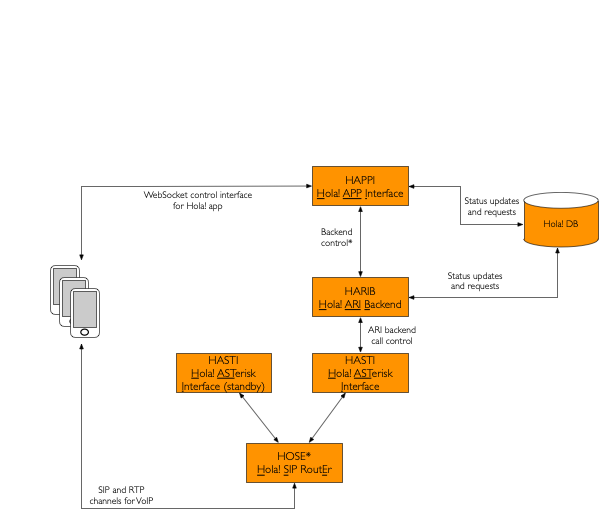 HAPPI
Hola! APP Interface
WebSocket control interface
for Hola! app
Status updates
and requests
Hola! DB
Backend
control*
HARIB
Hola! ARI Backend
Status updates
and requests
ARI backend
call control
HASTI
Hola! ASTerisk
Interface (standby)
HASTI
Hola! ASTerisk
Interface
HOSE*
Hola! SIP RoutEr
SIP and RTP
channels for VoIP